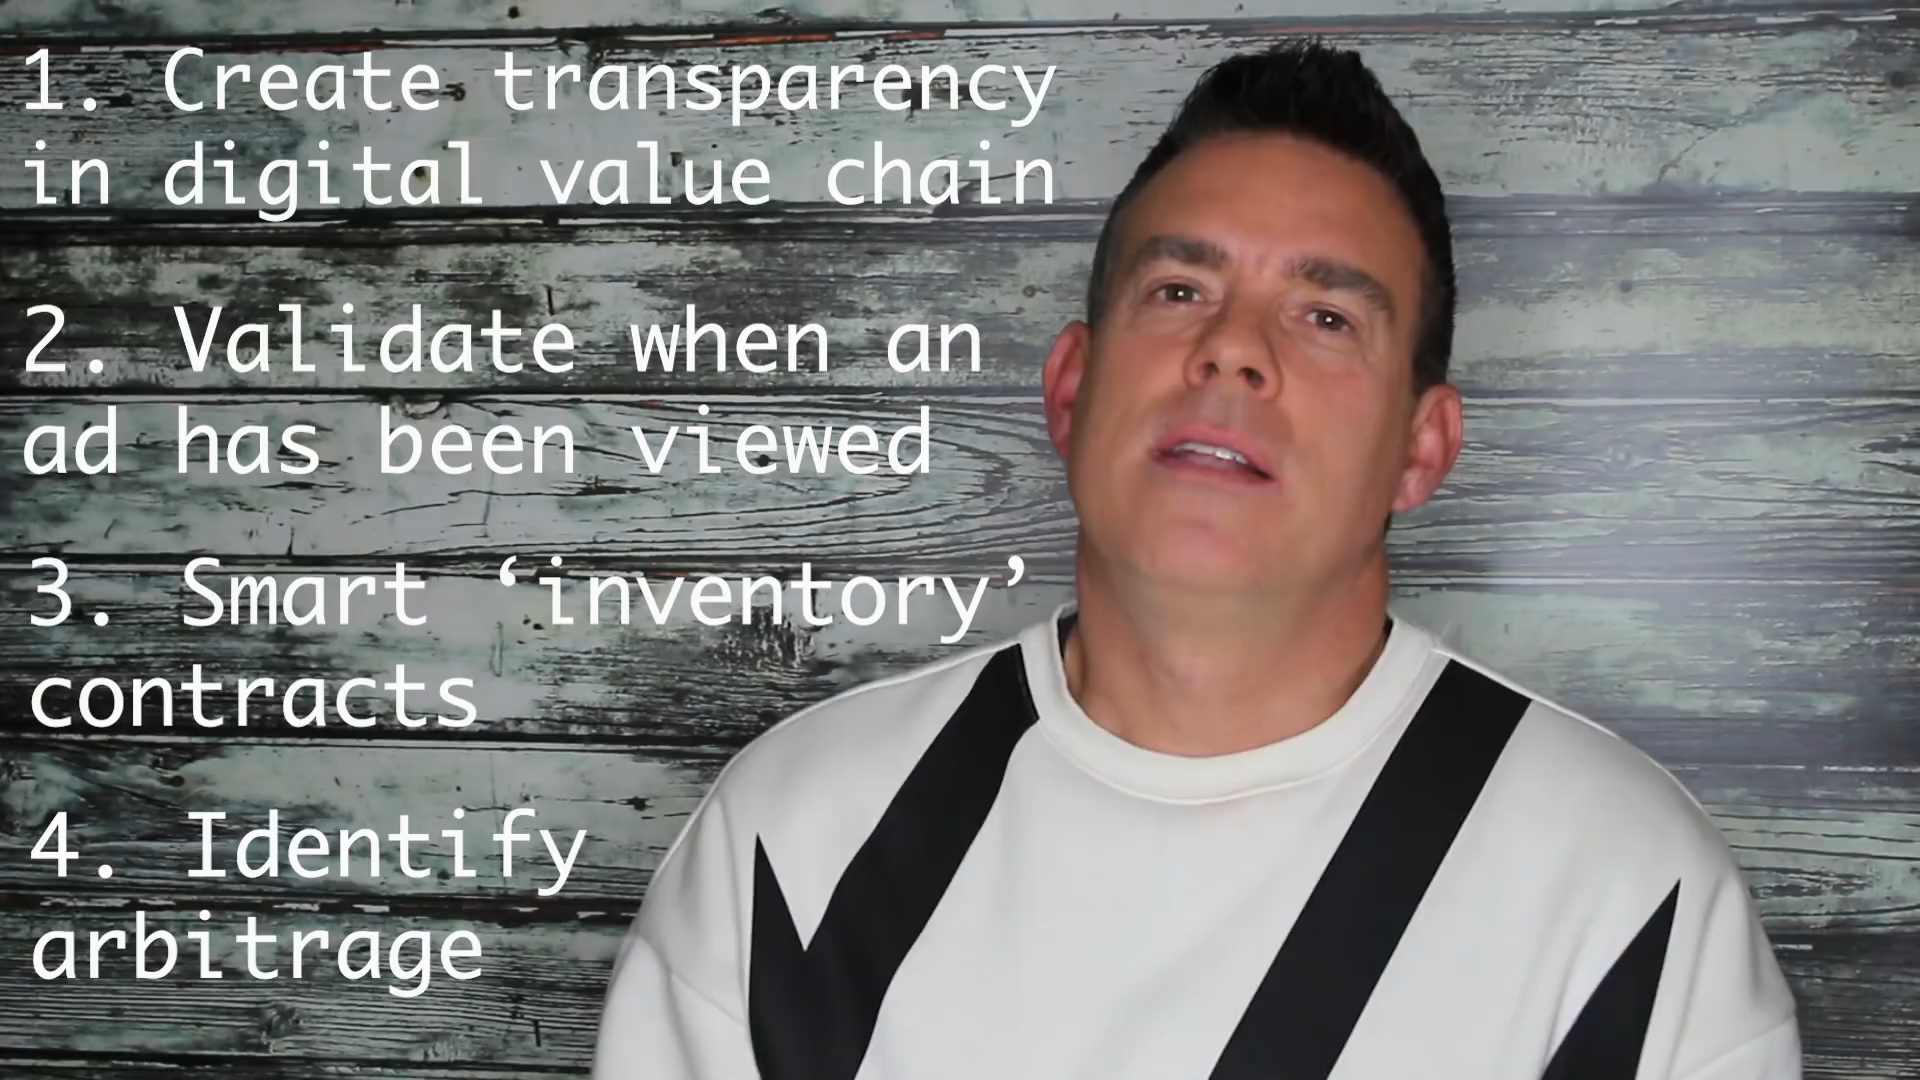 1. Create transparency
in digital value chain
2. Validate when an
ad has been viewed
3. Smart ‘inventory’
contracts
4. Identify
arbitrage